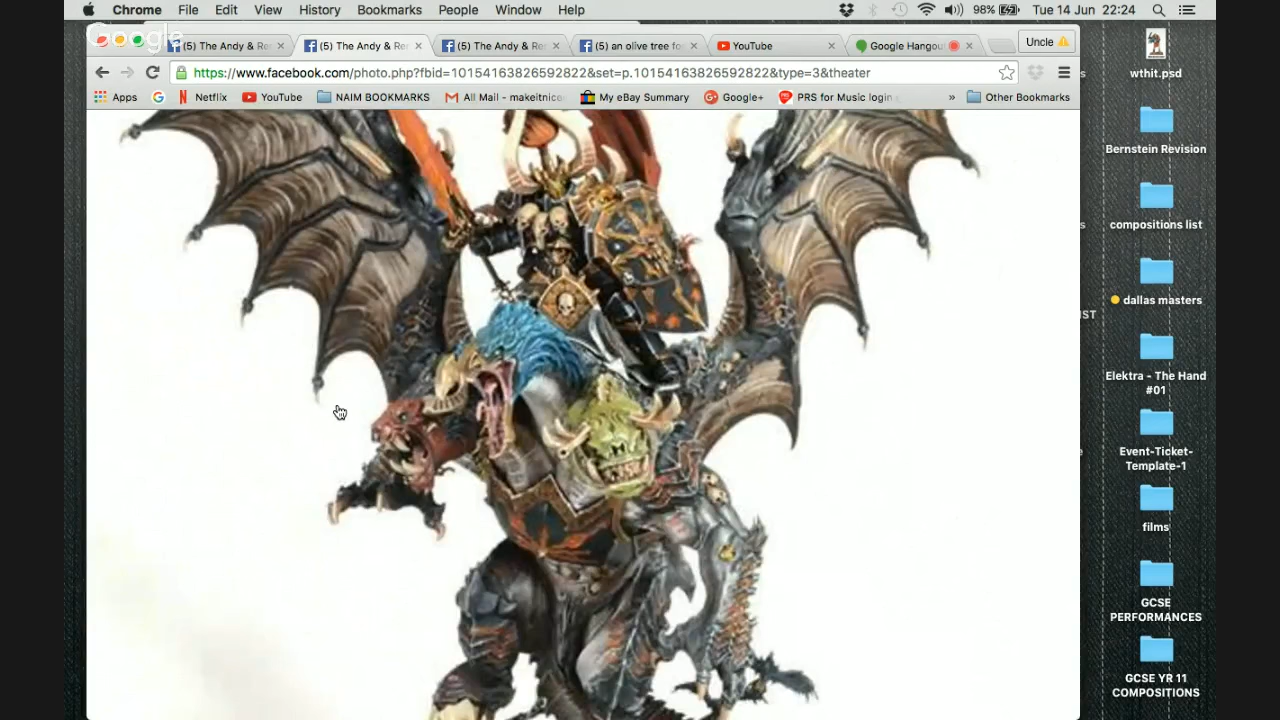 Chrome File Edit View History Bookmarks People Window Help 98% Tue 14 Jun 22:24
Google
(5) The Andy & Re (5) The Andy & Re (5) The Andy & Re (5) an olive tree fo YouTube Google Hangou Uncle
https://www.facebook.com/photo.php?fbid=10154163826592822&set=p.10154163826592822&type=3&theater
Apps Netflix YouTube NAIM BOOKMARKS All Mail - makeitnice My eBay Summary Google+ PRS for Music login » Other Bookmarks
wthit.psd
Bernstein Revision
compositions list
dallas masters
IST
Elektra - The Hand
#01
Event-Ticket-
Template-1
films
GCSE
PERFORMANCES
GCSE YR 11
COMPOSITIONS